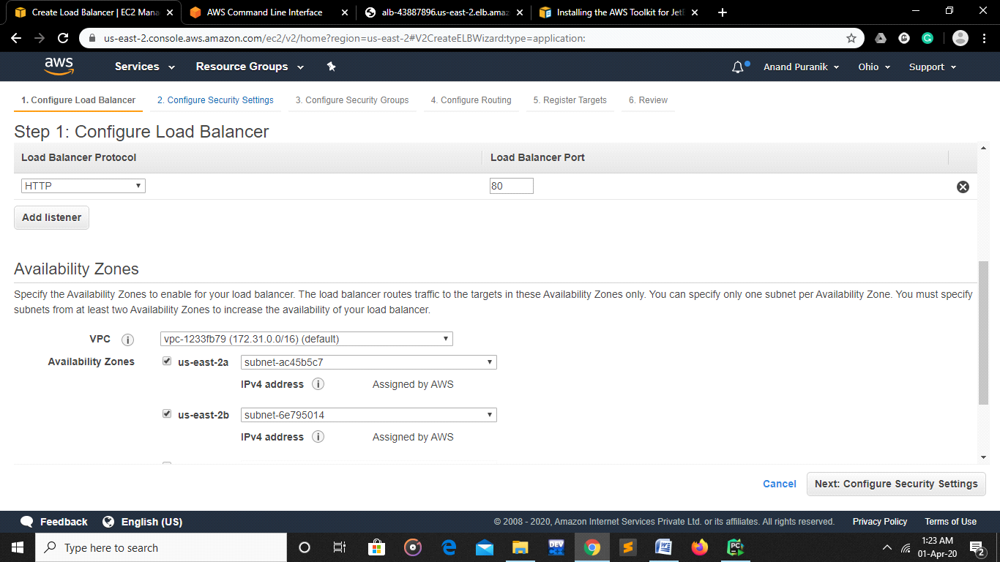 Create Load Balancer | EC2 Mana
AWS Command Line Interface
alb-43887896.us-east-2.elb.amaz
Installing the AWS Toolkit for JetB
us-east-2.console.aws.amazon.com/ec2/v2/home?region=us-east-2#V2CreateELBWizard:type=application:
aws
Services
Resource Groups
Anand Puranik
Ohio
Support
1. Configure Load Balancer
2. Configure Security Settings
3. Configure Security Groups
4. Configure Routing
5. Register Targets
6. Review
Step 1: Configure Load Balancer
Load Balancer Protocol
Load Balancer Port
HTTP
80
Add listener
Availability Zones
Specify the Availability Zones to enable for your load balancer. The load balancer routes traffic to the targets in these Availability Zones only. You can specify only one subnet per Availability Zone. You must specify
subnets from at least two Availability Zones to increase the availability of your load balancer.
VPC
vpc-1233fb79 (172.31.0.0/16) (default)
Availability Zones
us-east-2a
subnet-ac45b5c7
IPv4 address
Assigned by AWS
us-east-2b
subnet-6e795014
IPv4 address
Assigned by AWS
Cancel
Next: Configure Security Settings
Feedback
English (US)
© 2008 - 2020, Amazon Internet Services Private Ltd. or its affiliates. All rights reserved.
Privacy Policy
Terms of Use
Type here to search
DEV
PC
1:23 AM
01-Apr-20
2